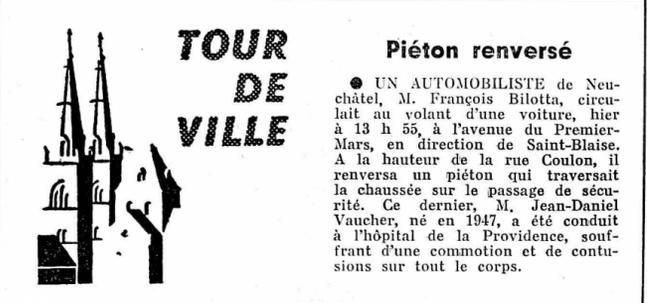 TOUR
DE
VILLE
Piéton renversé
● UN AUTOMOBILISTE de Neu-
châtel, M. François Bilotta, circu-
lait au volant d'une voiture, hier
à 13 h 55, à l'avenue du Premier-
Mars, en direction de Saint-Blaise.
A la hauteur de la rue Coulon, il
renversa un piéton qui traversait
la chaussée sur le passage de sécu-
rité. Ce dernier, M. Jean-Daniel
Vaucher, né en 1947, a été conduit
à l'hôpital de la Providence, souf-
frant d'une commotion et de contu-
sions sur tout le corps.